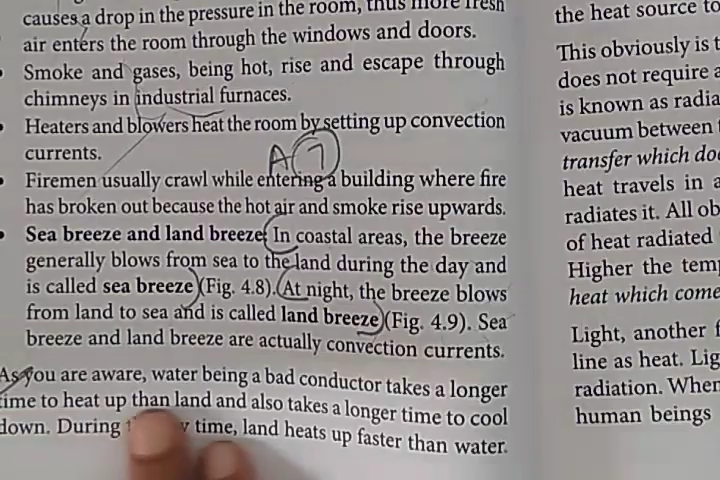 causes a drop in the pressure in the room, thus more fresh
air enters the room through the windows and doors.
• Smoke and gases, being hot, rise and escape through
chimneys in industrial furnaces.
• Heaters and blowers heat the room by setting up convection
currents.
A 7
• Firemen usually crawl while entering a building where fire
has broken out because the hot air and smoke rise upwards.
• Sea breeze and land breeze: In coastal areas, the breeze
generally blows from sea to the land during the day and
is called sea breeze (Fig. 4.8). At night, the breeze blows
from land to sea and is called land breeze (Fig. 4.9). Sea
breeze and land breeze are actually convection currents.
As you are aware, water being a bad conductor takes a longer
time to heat up than land and also takes a longer time to cool
down. During time, land heats up faster than water.
the heat source to
This obviously is
does not require
is known as
vacuum between
transfer which
heat travels in
radiates it. All
of heat radiated
Higher the
heat which
Light, another
line as heat.
radiation. When
human beings